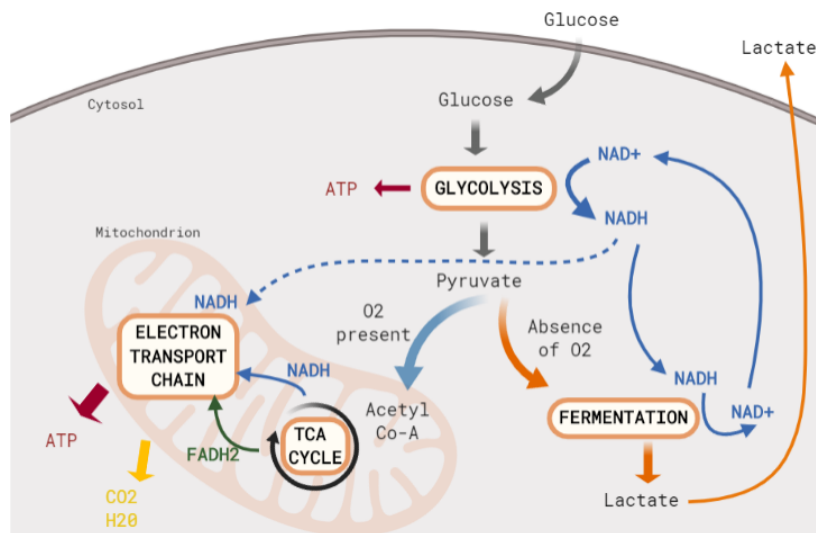 Glucose
Lactate
Cytosol
Glucose
NAD+
ATP
GLYCOLYSIS
NADH
Mitochondrion
Pyruvate
NADH
O2
present
Absence
of O2
ELECTRON
TRANSPORT
CHAIN
NADH
NADH
Acetyl
Co-A
FERMENTATION
NAD+
ATP
FADH2
TCA
CYCLE
CO2
H20
Lactate